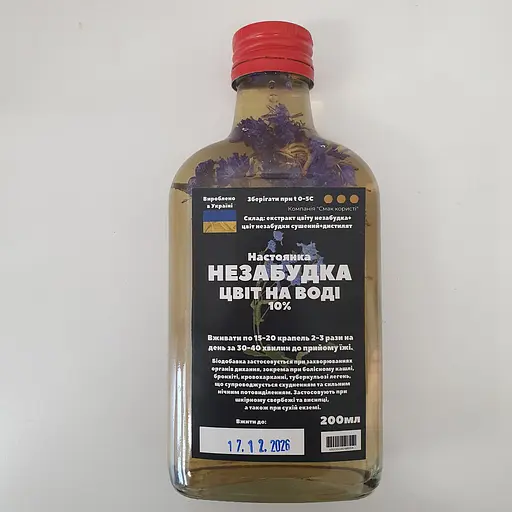 Вироблено
в Україні
Зберігати при t 0-5С
Компанія "Смак користі"
Склад: екстракт цвіту незабудка+
цвіт незабудки сушений+дистилят
Настоянка
НЕЗАБУДКА
ЦВІТ НА ВОДІ
10%
Вживати по 15-20 крапель 2-3 рази на
день за 30-40 хвилин до прийому їжі.
Біодобавка застосовується при захворюваннях
органів дихання, зокрема при болісному кашлі,
бронхіті, кровохарканні, туберкульозі легень,
що супроводжується схудненням та сильним
нічним потовиділенням. Застосовують при
шкірному свербежі та висипці,
а також при сухій екземі.
200мл
Вжити до:
17.12.2026